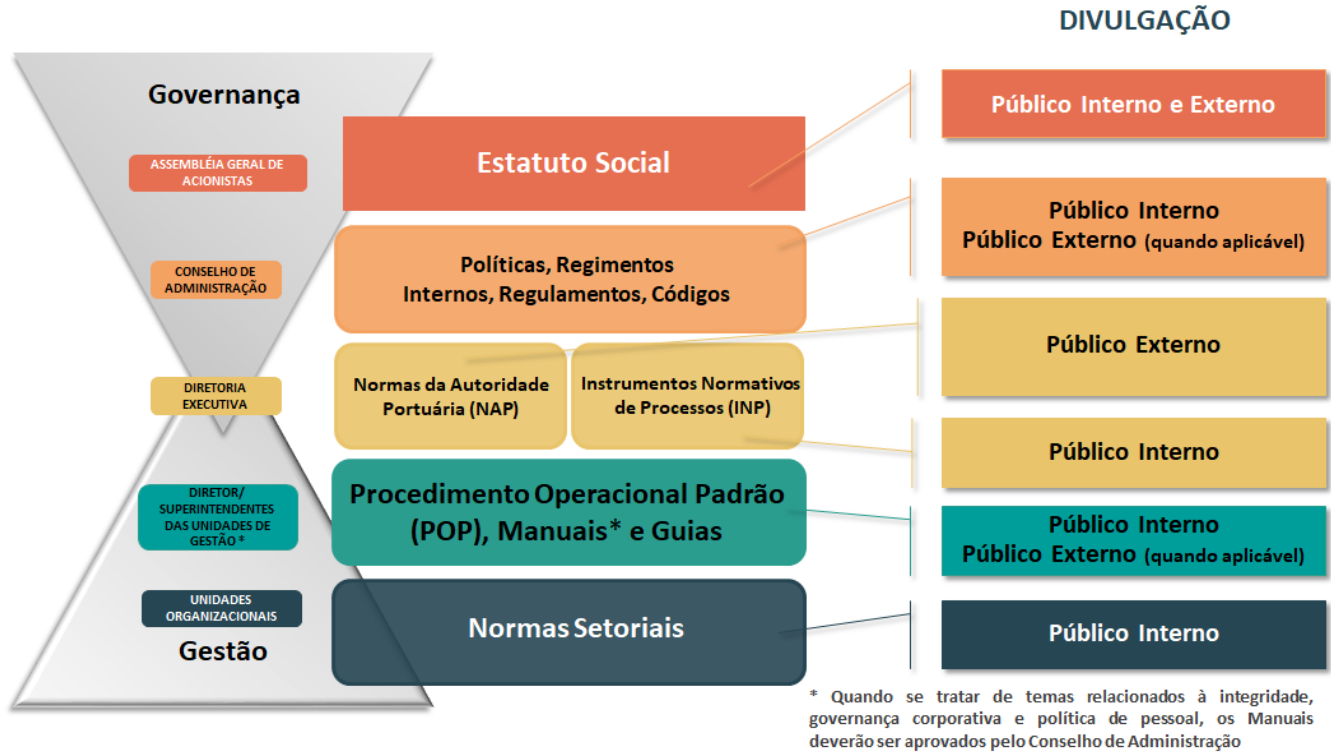 DIVULGAÇÃO
Governança
ASSEMBLÉIA GERAL DE
ACIONISTAS
CONSELHO DE
ADMINISTRAÇÃO
DIRETORIA
EXECUTIVA
DIRETOR/
SUPERINTENDENTES
DAS UNIDADES DE
GESTÃO *
UNIDADES
ORGANIZACIONAIS
Gestão
Estatuto Social
Políticas, Regimentos
Internos, Regulamentos, Códigos
Normas da Autoridade
Portuária (NAP)
Instrumentos Normativos
de Processos (INP)
Procedimento Operacional Padrão
(POP), Manuais* e Guias
Normas Setoriais
Público Interno e Externo
Público Interno
Público Externo (quando aplicável)
Público Externo
Público Interno
Público Interno
Público Externo (quando aplicável)
Público Interno
* Quando se tratar de temas relacionados à integridade,
governança corporativa e política de pessoal, os Manuais
deverão ser aprovados pelo Conselho de Administração